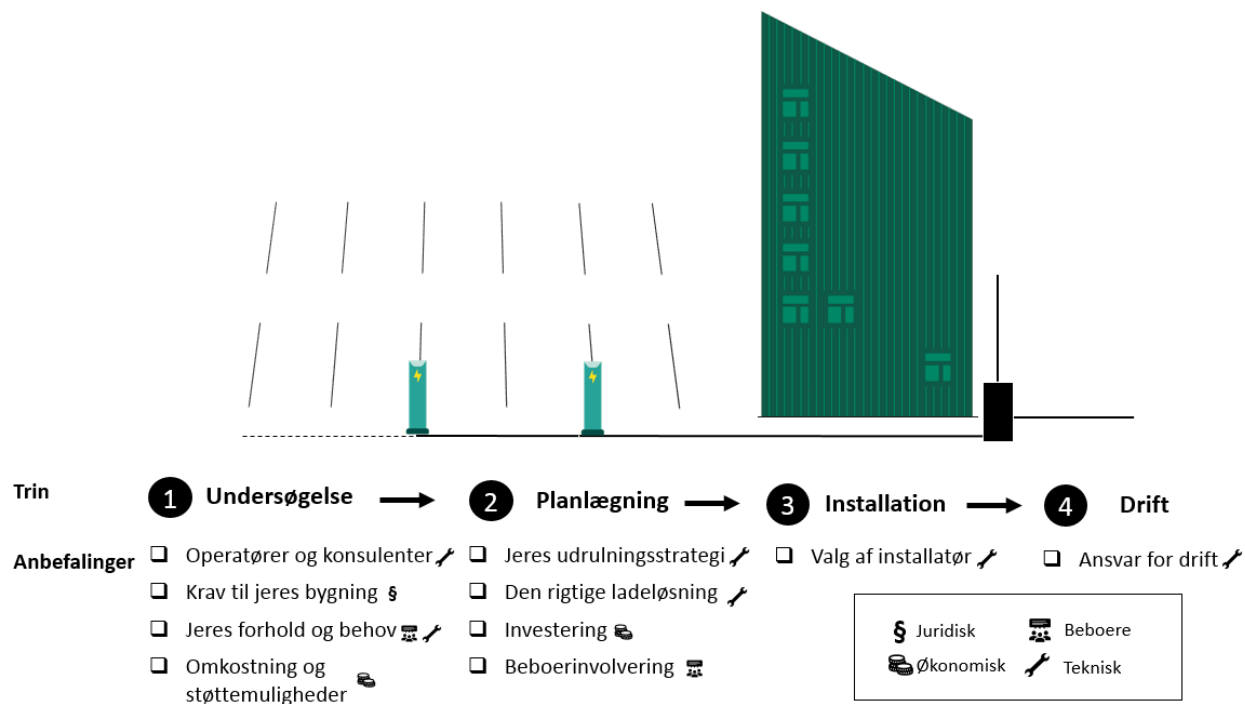 Trin
1 Undersøgelse
2 Planlægning
3 Installation
4 Drift
Anbefalinger
Operatører og konsulenter
Krav til jeres bygning §
Jeres forhold og behov
Omkostning og
støttemuligheder
Jeres udrulningsstrategi
Den rigtige ladeløsning
Investering
Beboerinvolvering
Valg af installatør
Ansvar for drift
§ Juridisk
Beboere
Økonomisk
Teknisk